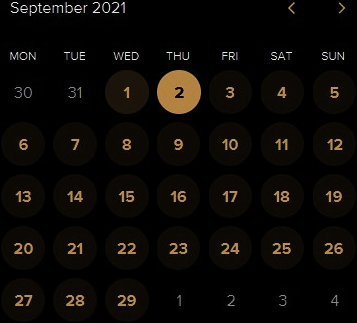 September 2021
MON TUE WED THU FRI SAT SUN
30 31 1 2 3 4 5
6 7 8 9 10 11 12
13 14 15 16 17 18 19
20 21 22 23 24 25 26
27 28 29 1 2 3 4